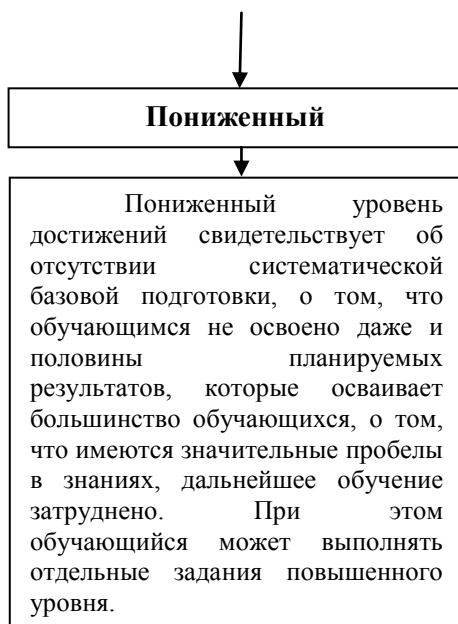 Пониженный
Пониженный уровень
достижений свидетельствует об
отсутствии систематической
базовой подготовки, о том, что
обучающимся не освоено даже и
половины планируемых
результатов, которые осваивает
большинство обучающихся, о том,
что имеются значительные пробелы
в знаниях, дальнейшее обучение
затруднено. При этом
обучающийся может выполнять
отдельные задания повышенного
уровня.